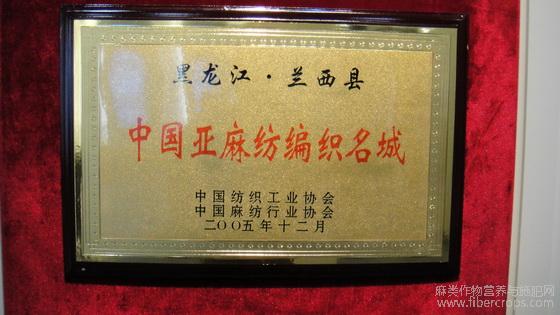 黑龙江·兰西县
中国亚麻纺编织名城
中国纺织工业协会
中国麻纺行业协会
二〇〇五年十二月
麻类作物营养与施肥网
www.fibercrops.com